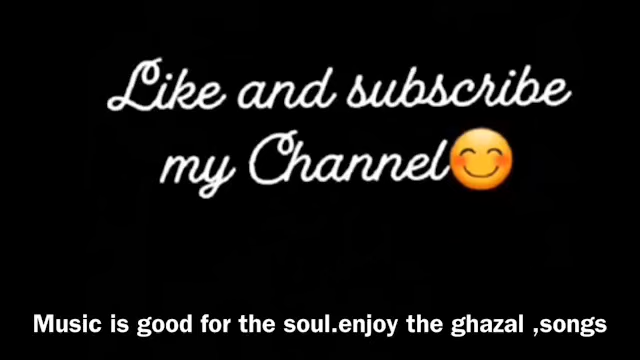 Like and subscribe
my Channel😊
Music is good for the soul.enjoy the ghazal ,songs